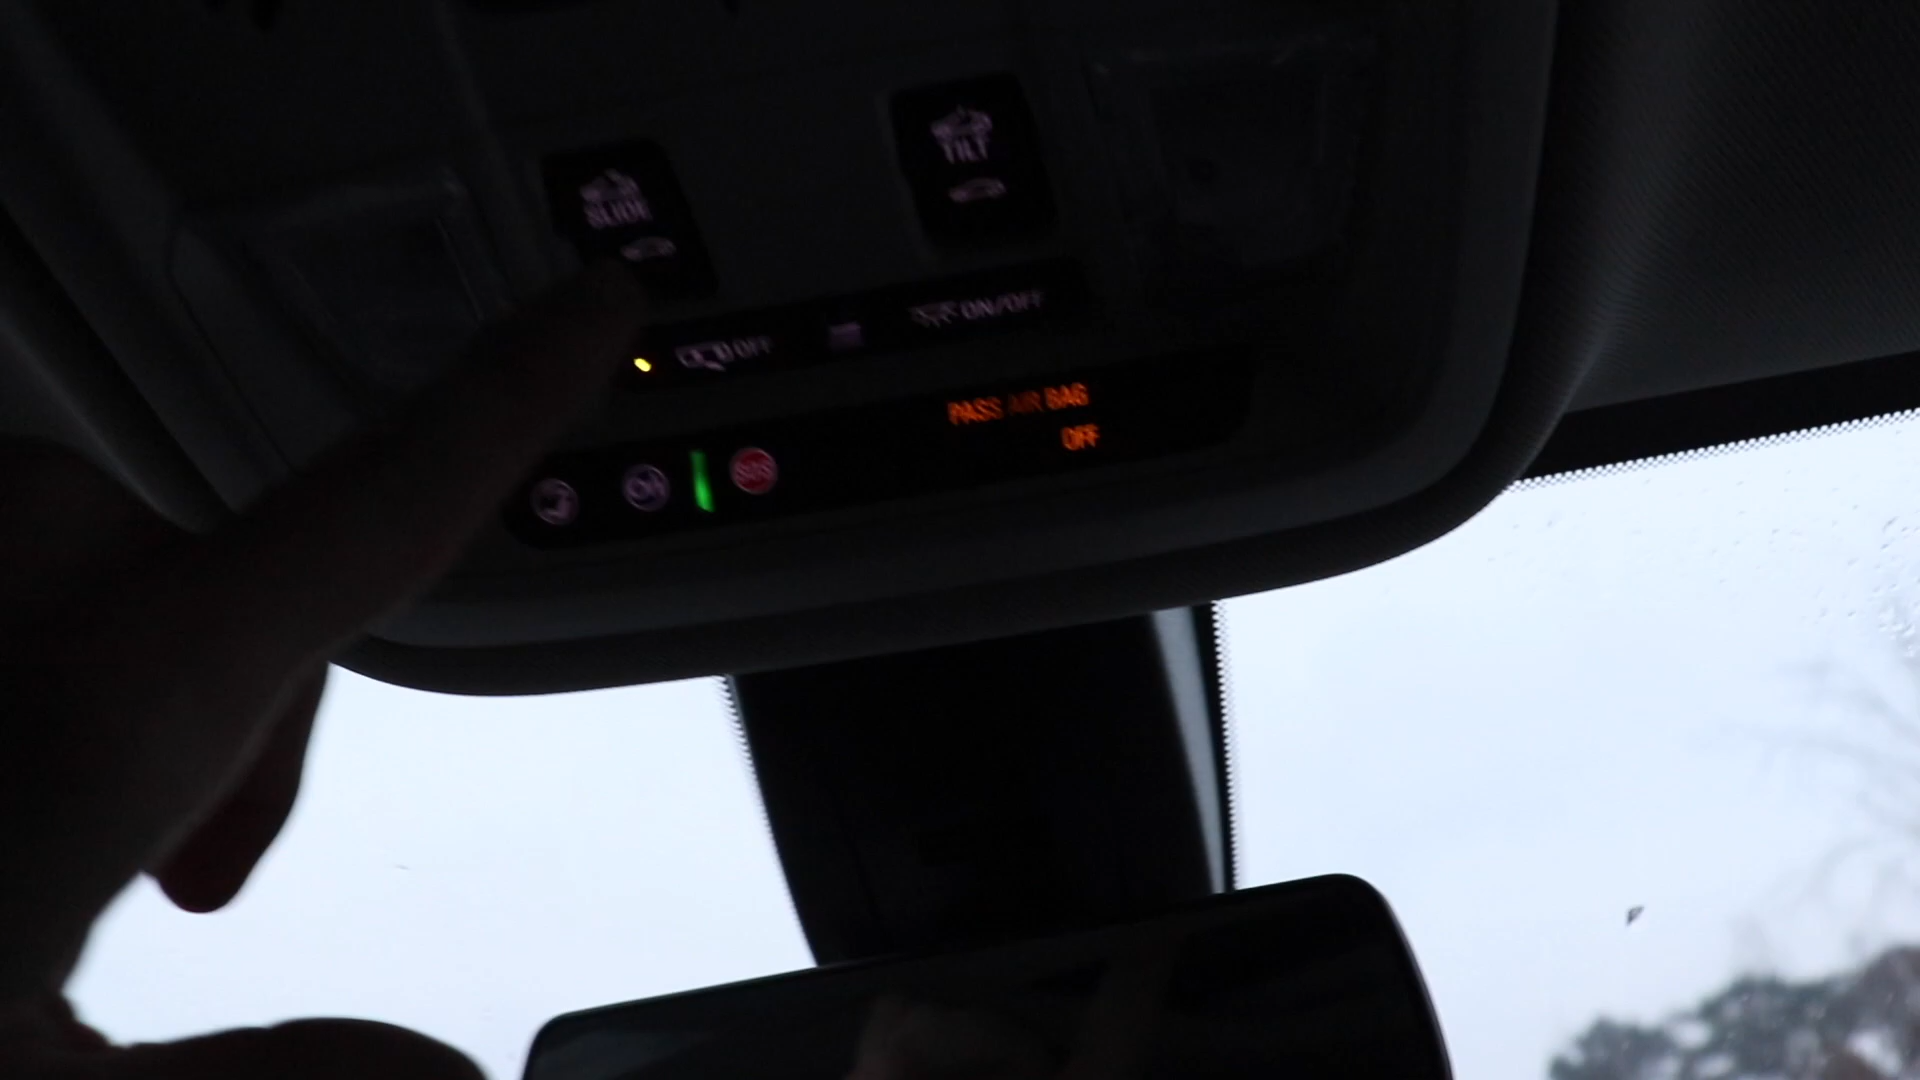 TILT
SLIDE
OFF
ON/OFF
PASS AIR BAG
OFF
SOS